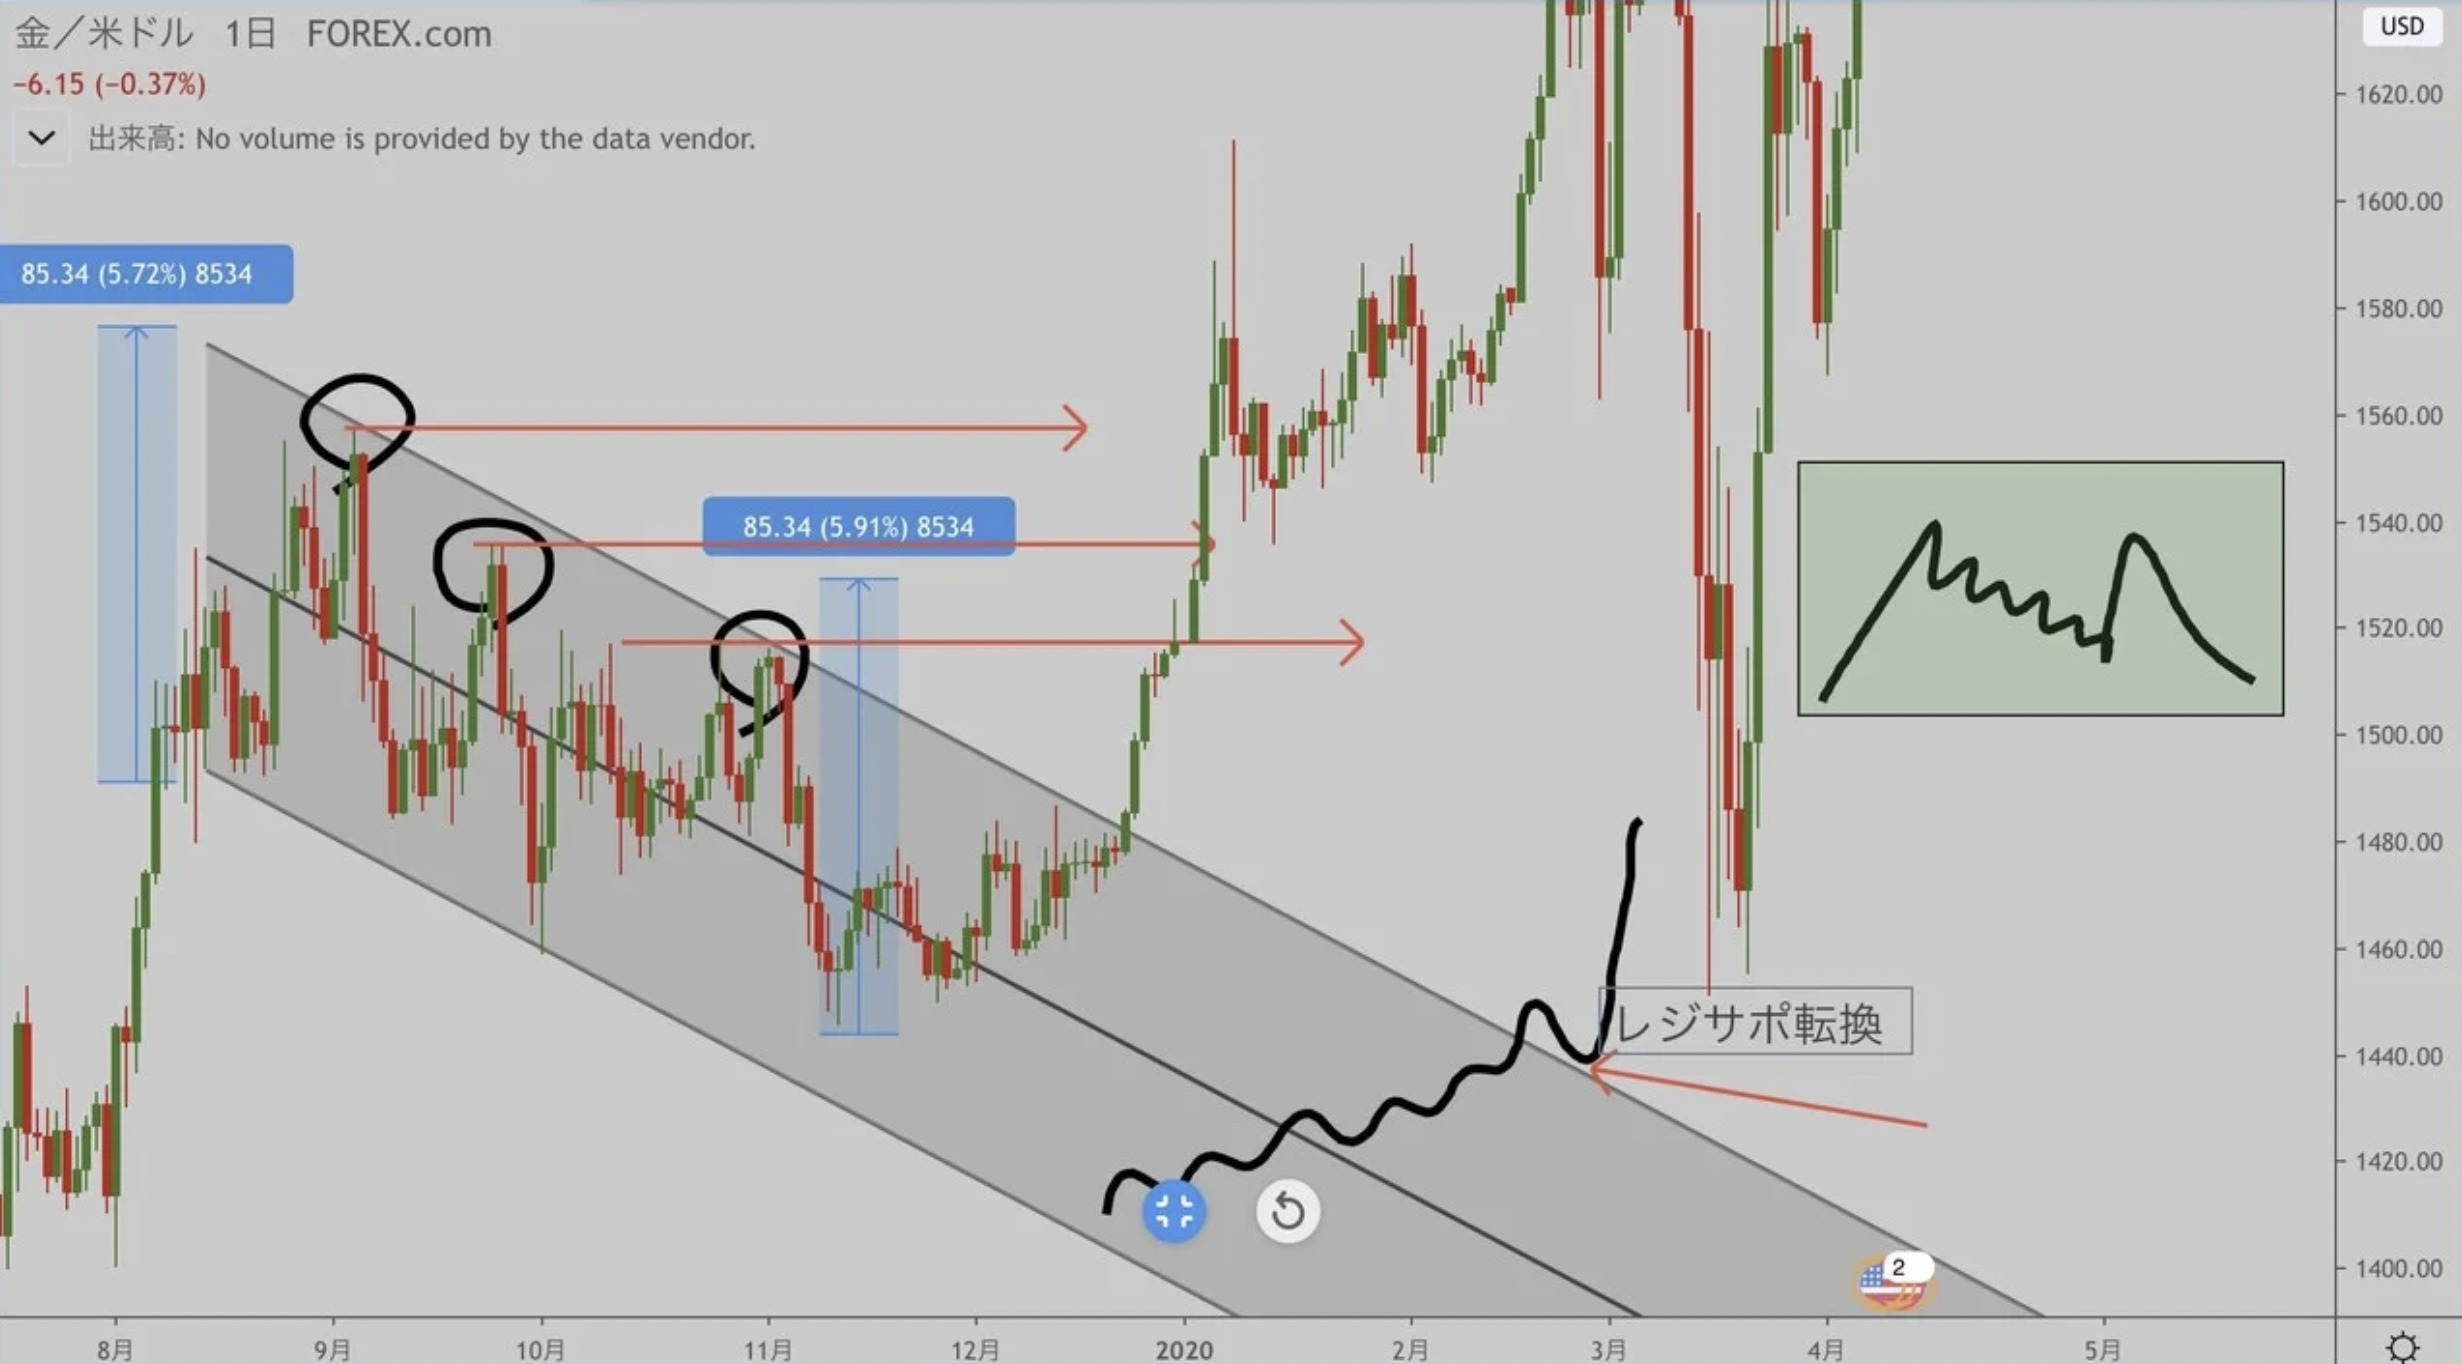 金／米ドル 1日 FOREX.com
USD
−6.15 (−0.37%)
出来高: No volume is provided by the data vendor.
85.34 (5.72%) 8534
85.34 (5.91%) 8534
レジサポ転換
2
1620.00
1600.00
1580.00
1560.00
1540.00
1520.00
1500.00
1480.00
1460.00
1440.00
1420.00
1400.00
8月 9月 10月 11月 12月 2020 2月 3月 4月 5月